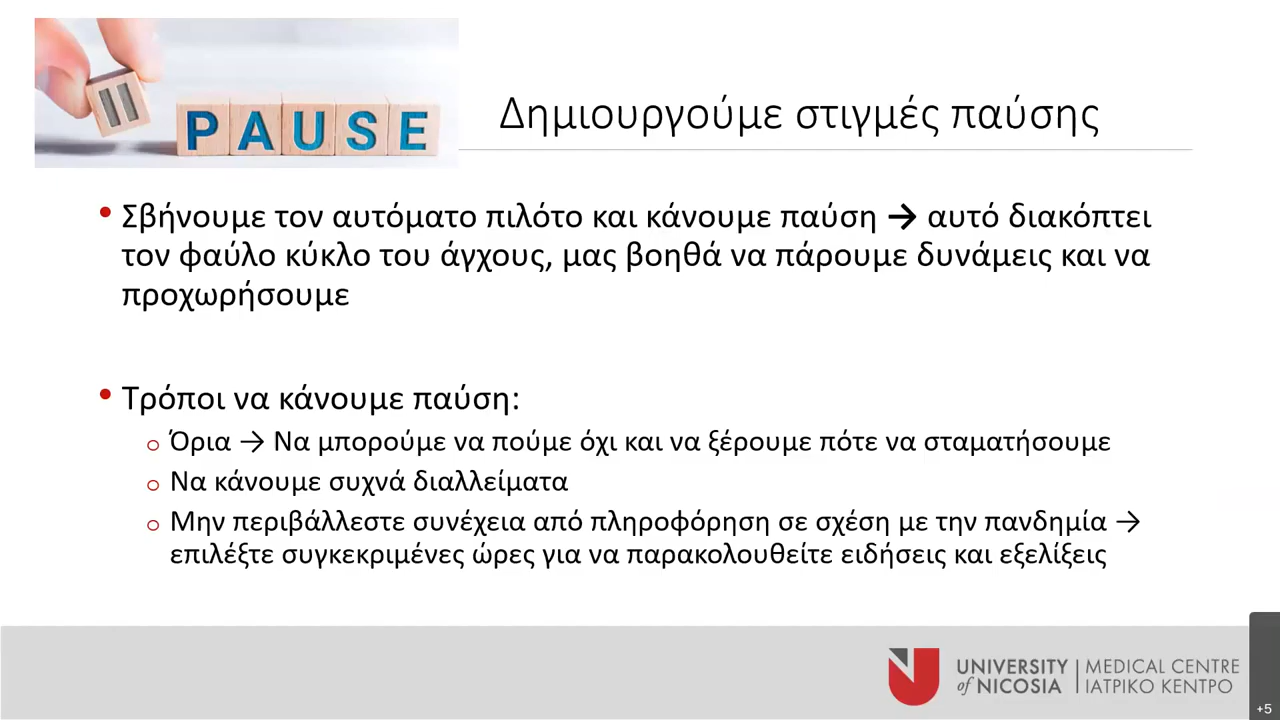 PAUSE
Δημιουργούμε στιγμές παύσης
• Σβήνουμε τον αυτόματο πιλότο και κάνουμε παύση → αυτό διακόπτει
τον φαύλο κύκλο του άγχους, μας βοηθά να πάρουμε δυνάμεις και να
προχωρήσουμε
• Τρόποι να κάνουμε παύση:
o Όρια → Να μπορούμε να πούμε όχι και να ξέρουμε πότε να σταματήσουμε
o Να κάνουμε συχνά διαλλείματα
o Μην περιβάλλεστε συνέχεια από πληροφόρηση σε σχέση με την πανδημία →
επιλέξτε συγκεκριμένες ώρες για να παρακολουθείτε ειδήσεις και εξελίξεις
UNIVERSITY | MEDICAL CENTRE
of NICOSIA | ΙΑΤΡΙΚΟ ΚΕΝΤΡΟ
+5